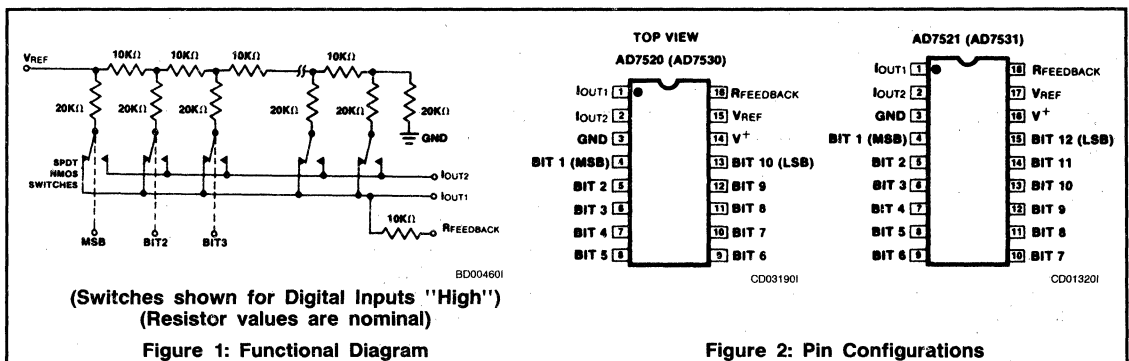 VREF
10KΩ 10KΩ 10KΩ 10KΩ
20KΩ 20KΩ 20KΩ 20KΩ 20KΩ 20KΩ
GND
SPDT
NMOS
SWITCHES
IOUT2
IOUT1
10KΩ
RFEEDBACK
MSB BIT2 BIT3
BD00460I
(Switches shown for Digital Inputs "High")
(Resistor values are nominal)
Figure 1: Functional Diagram
TOP VIEW
AD7520 (AD7530)
IOUT1 1 16 RFEEDBACK
IOUT2 2 15 VREF
GND 3 14 V+
BIT 1 (MSB) 4 13 BIT 10 (LSB)
BIT 2 5 12 BIT 9
BIT 3 6 11 BIT 8
BIT 4 7 10 BIT 7
BIT 5 8 9 BIT 6
CD03190I
AD7521 (AD7531)
IOUT1 1 18 RFEEDBACK
IOUT2 2 17 VREF
GND 3 16 V+
BIT 1 (MSB) 4 15 BIT 12 (LSB)
BIT 2 5 14 BIT 11
BIT 3 6 13 BIT 10
BIT 4 7 12 BIT 9
BIT 5 8 11 BIT 8
BIT 6 9 10 BIT 7
CD01320I
Figure 2: Pin Configurations